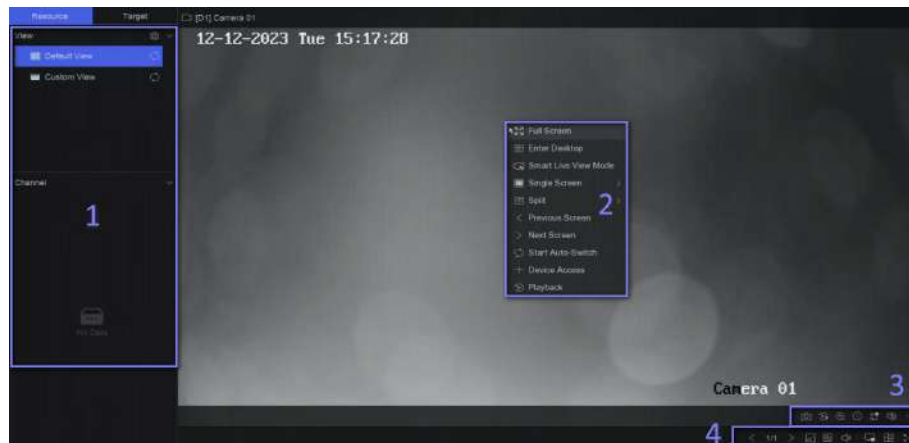 Resource
Target
[D1] Camera 01
View
Default View
Custom View
Channel
1
No Data
12-12-2023 Tue 15:17:28
Full Screen
Enter Desktop
Smart Live View Mode
Single Screen
Split
2
Previous Screen
Next Screen
Start Auto-Switch
Device Access
Playback
Camera 01
3
4
1/1